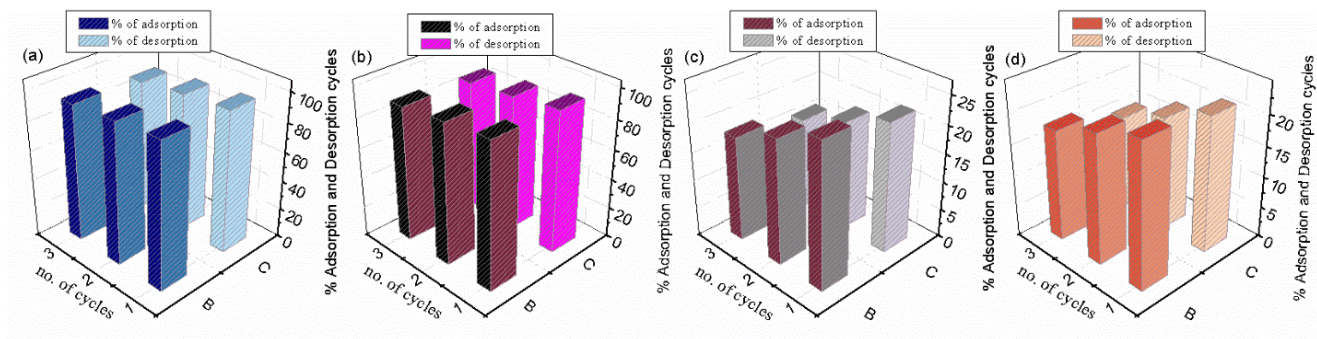 (a)
% of adsorption
% of desorption
100
80
60
40
20
0
% Adsorption and Desorption cycles
3
2
1
no. of cycles
B
C
(b)
% of adsorption
% of desorption
100
80
60
40
20
0
% Adsorption and Desorption cycles
3
2
1
no. of cycles
B
C
(c)
% of adsorption
% of desorption
25
20
15
10
5
0
% Adsorption and Desorption cycles
3
2
1
no. of cycles
B
C
(d)
% of adsorption
% of desorption
20
15
10
5
0
% Adsorption and Desorption cycles
3
2
1
no. of cycles
B
C